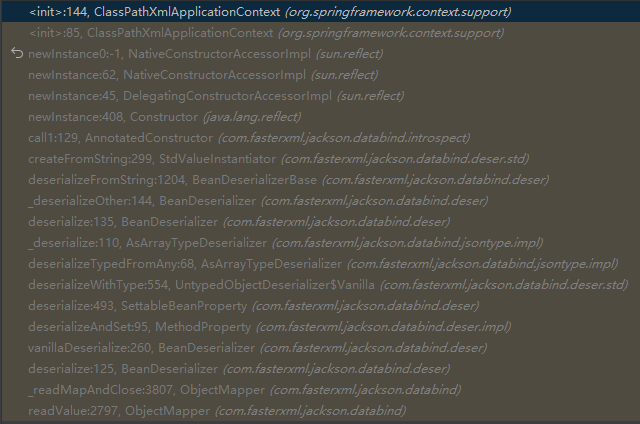 <init>:144, ClassPathXmlApplicationContext (org.springframework.context.support)
<init>:85, ClassPathXmlApplicationContext (org.springframework.context.support)
newInstance0:-1, NativeConstructorAccessorImpl (sun.reflect)
newInstance:62, NativeConstructorAccessorImpl (sun.reflect)
newInstance:45, DelegatingConstructorAccessorImpl (sun.reflect)
newInstance:408, Constructor (java.lang.reflect)
call1:129, AnnotatedConstructor (com.fasterxml.jackson.databind.introspect)
createFromString:299, StdValueInstantiator (com.fasterxml.jackson.databind.deser.std)
deserializeFromString:1204, BeanDeserializerBase (com.fasterxml.jackson.databind.deser)
_deserializeOther:144, BeanDeserializer (com.fasterxml.jackson.databind.deser)
deserialize:135, BeanDeserializer (com.fasterxml.jackson.databind.deser)
_deserialize:110, AsArrayTypeDeserializer (com.fasterxml.jackson.databind.jsontype.impl)
deserializeTypedFromAny:68, AsArrayTypeDeserializer (com.fasterxml.jackson.databind.jsontype.impl)
deserializeWithType:554, UntypedObjectDeserializer$Vanilla (com.fasterxml.jackson.databind.deser.std)
deserialize:493, SettableBeanProperty (com.fasterxml.jackson.databind.deser)
deserializeAndSet:95, MethodProperty (com.fasterxml.jackson.databind.deser.impl)
vanillaDeserialize:260, BeanDeserializer (com.fasterxml.jackson.databind.deser)
deserialize:125, BeanDeserializer (com.fasterxml.jackson.databind.deser)
_readMapAndClose:3807, ObjectMapper (com.fasterxml.jackson.databind)
readValue:2797, ObjectMapper (com.fasterxml.jackson.databind)